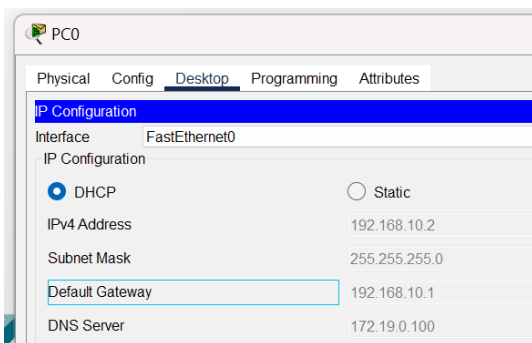 PC0
Physical Config Desktop Programming Attributes
IP Configuration
Interface FastEthernet0
IP Configuration
DHCP Static
IPv4 Address 192.168.10.2
Subnet Mask 255.255.255.0
Default Gateway 192.168.10.1
DNS Server 172.19.0.100